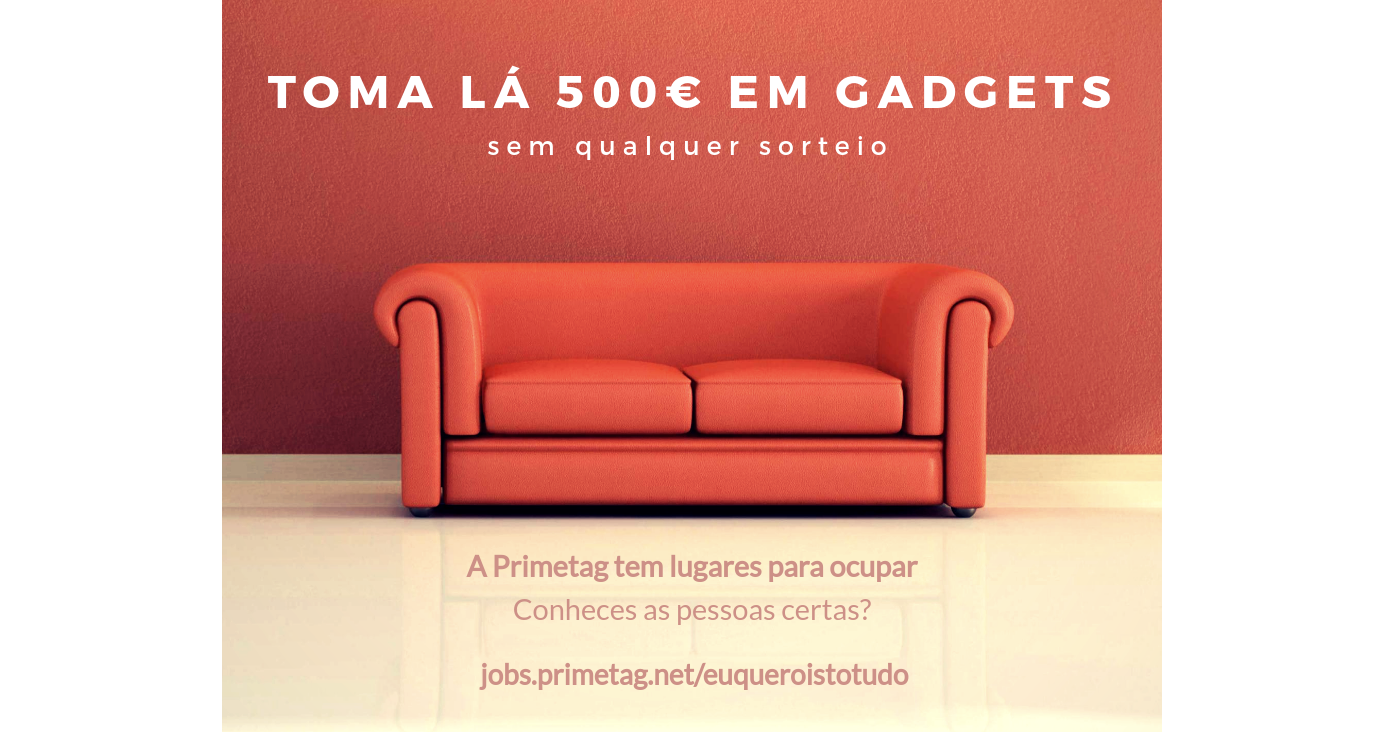 TOMA LÁ 500€ EM GADGETS
sem qualquer sorteio
A Primetag tem lugares para ocupar
Conheces as pessoas certas?
jobs.primetag.net/euqueroistotudo